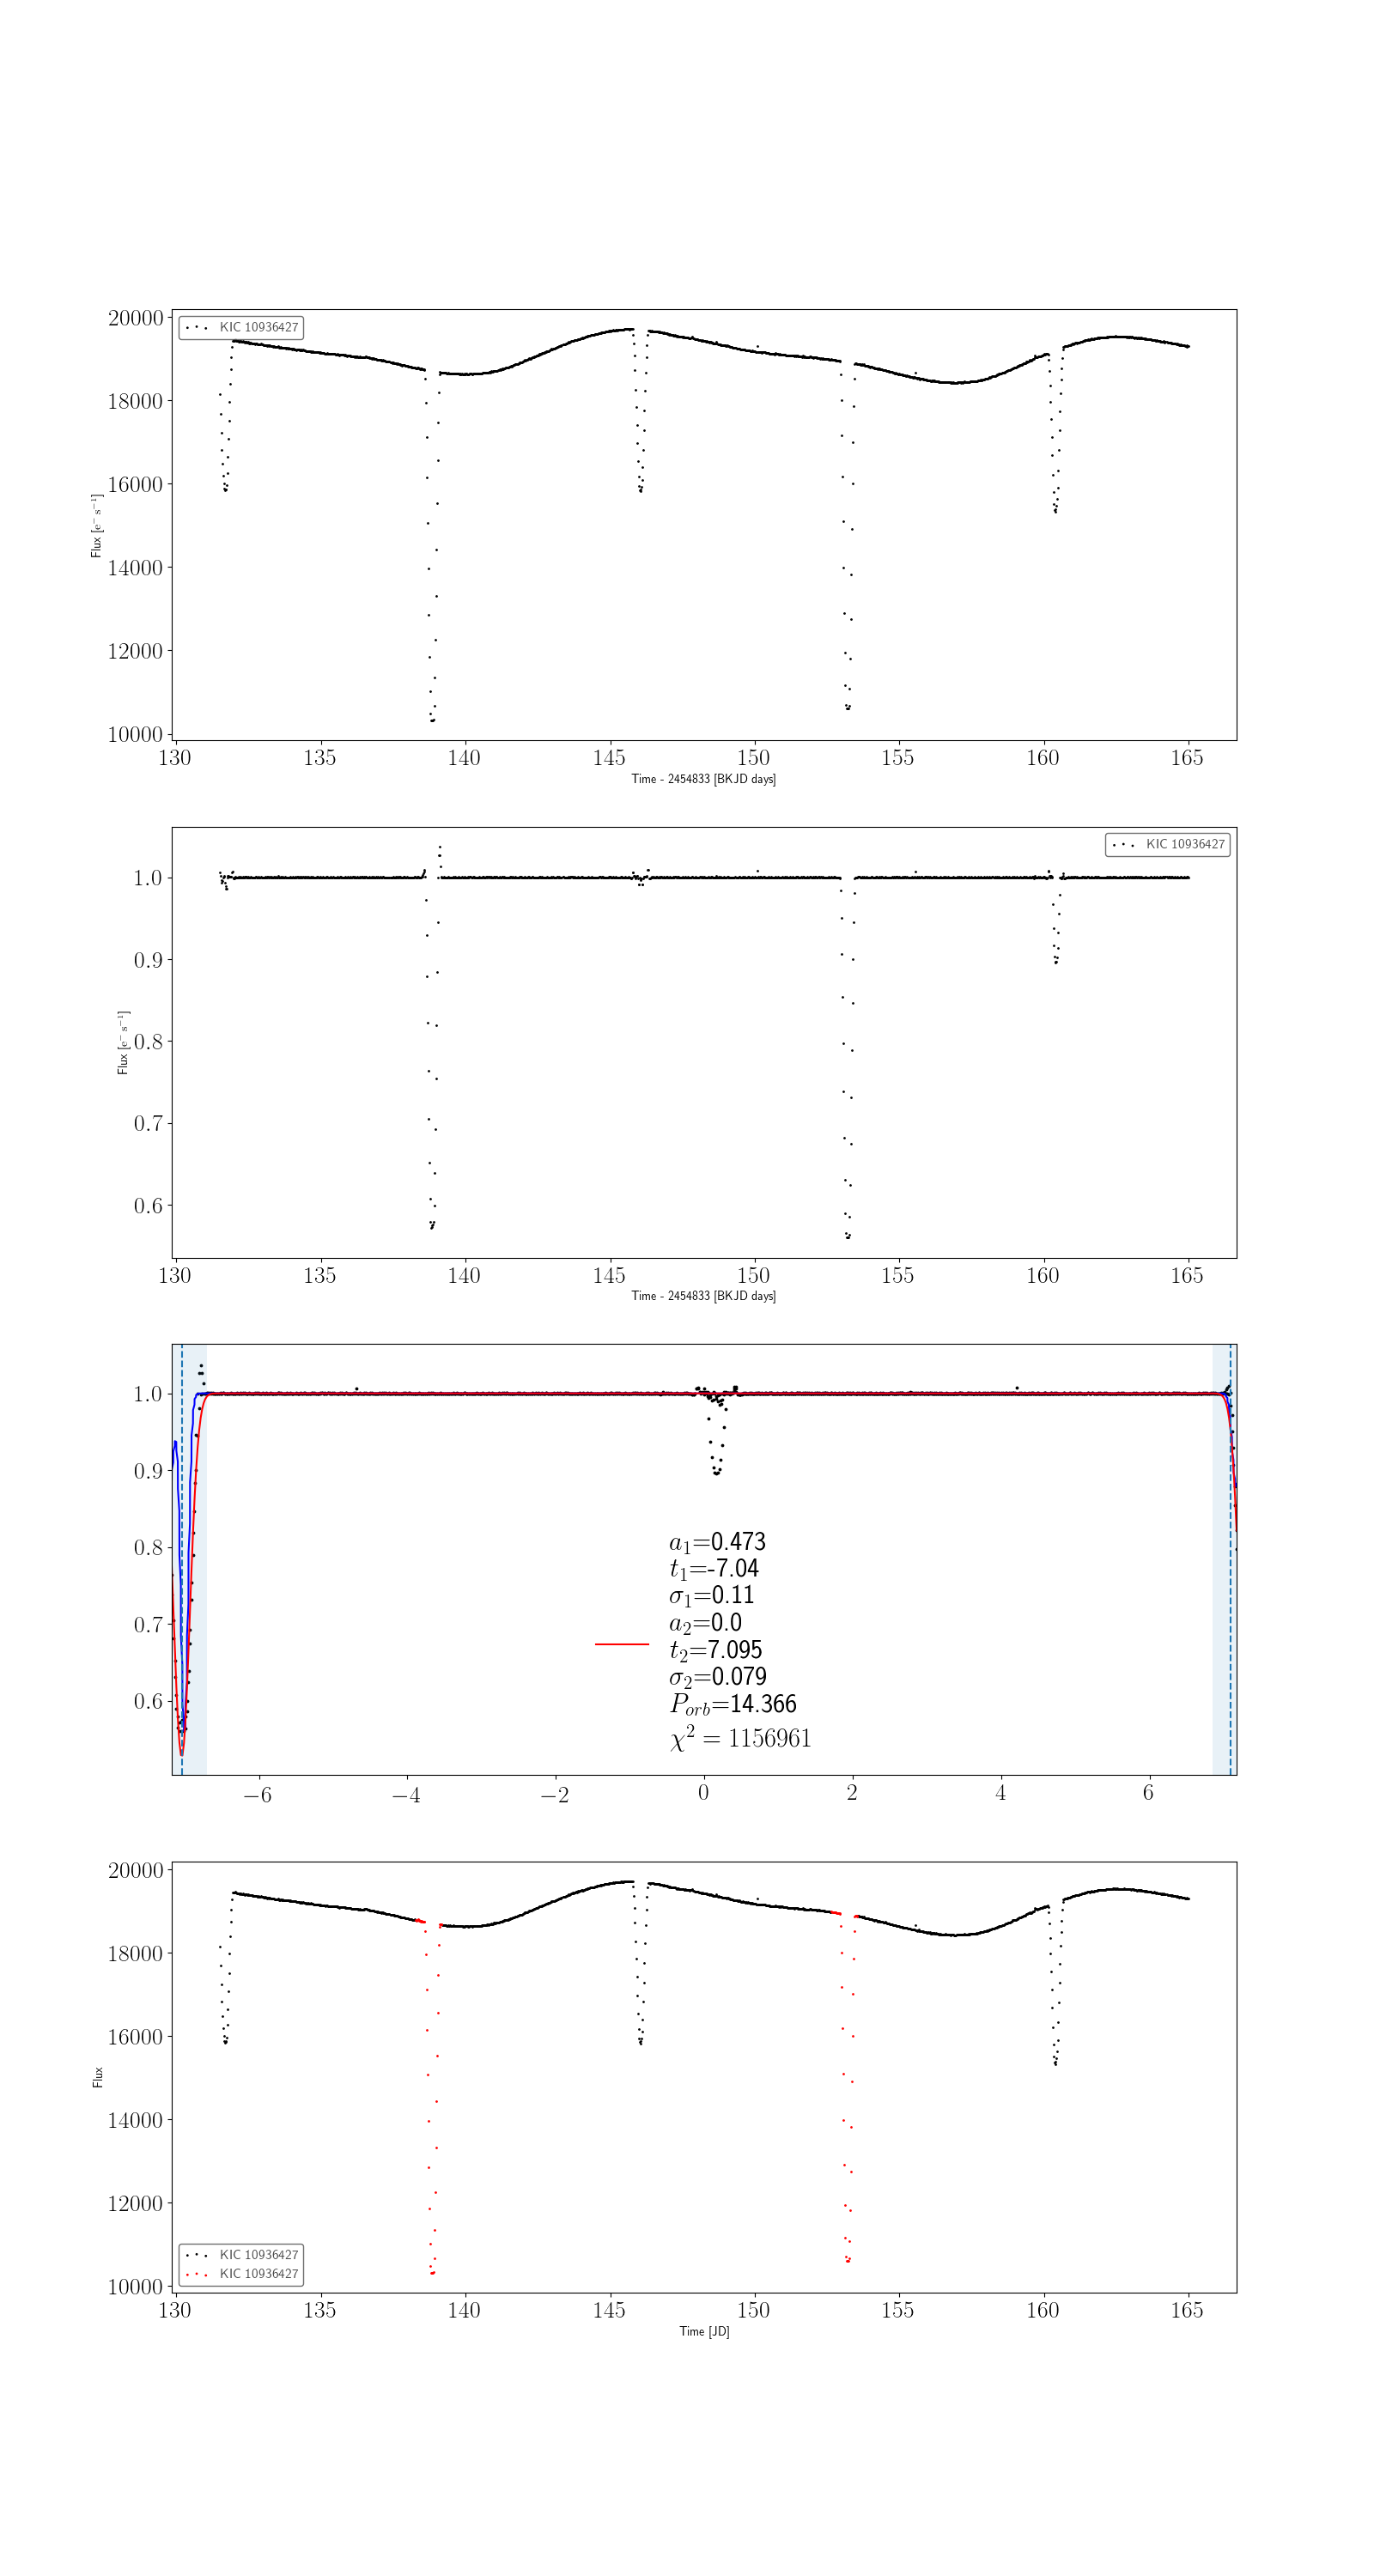 20000
18000
16000
14000
12000
10000
Flux [e⁻ s⁻¹]
KIC 10936427
130 135 140 145 150 155 160 165
Time - 2454833 [BKJD days]
1.0
0.9
0.8
0.7
0.6
Flux [e⁻ s⁻¹]
KIC 10936427
130 135 140 145 150 155 160 165
Time - 2454833 [BKJD days]
1.0
0.9
0.8
0.7
0.6
a₁=0.473
t₁=-7.04
σ₁=0.11
a₂=0.0
t₂=7.095
σ₂=0.079
P_orb=14.366
χ² = 1156961
−6 −4 −2 0 2 4 6
20000
18000
16000
14000
12000
10000
Flux
KIC 10936427
KIC 10936427
130 135 140 145 150 155 160 165
Time [JD]